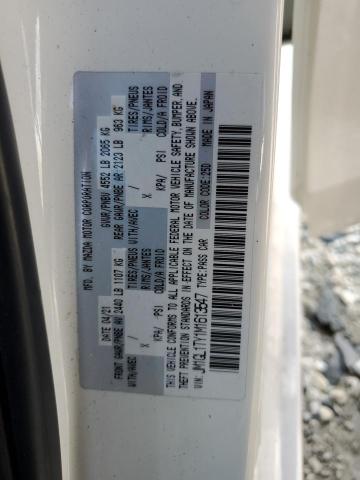 MFD. BY MAZDA MOTOR CORPORATION
DATE 04/21 GVWR/PNBV 4552 LB 2065 KG
FRONT GAWR/PNBE AV 2440 LB 1107 KG REAR GAWR/PNBE AR 2123 LB 963 KG
WITH/AVEC TIRES/PNEUS WITH/AVEC TIRES/PNEUS
/ X RIMS/JANTES / X RIMS/JANTES
KPA/ PSI COLD/A FROID KPA/ PSI COLD/A FROID
THIS VEHICLE CONFORMS TO ALL APPLICABLE FEDERAL MOTOR VEHICLE SAFETY, BUMPER, AND
THEFT PREVENTION STANDARDS IN EFFECT ON THE DATE OF MANUFACTURE SHOWN ABOVE.
VIN: JM1GL1TY1M1613547 TYPE:PASS CAR COLOR:25D MADE IN JAPAN